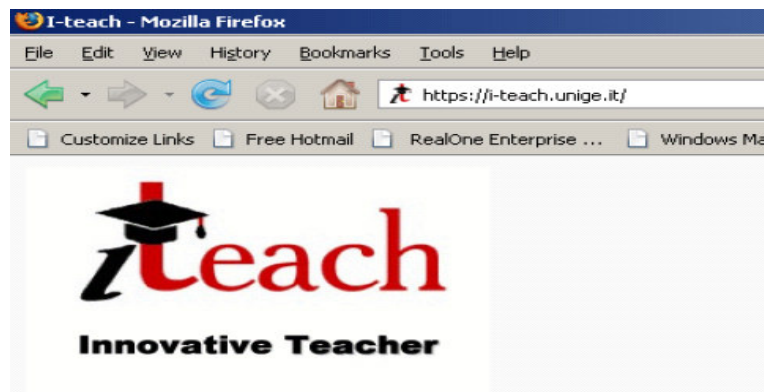 I-teach - Mozilla Firefox
File Edit View History Bookmarks Tools Help
https://i-teach.unige.it/
Customize Links Free Hotmail RealOne Enterprise ... Windows Ma
iteach
Innovative Teacher